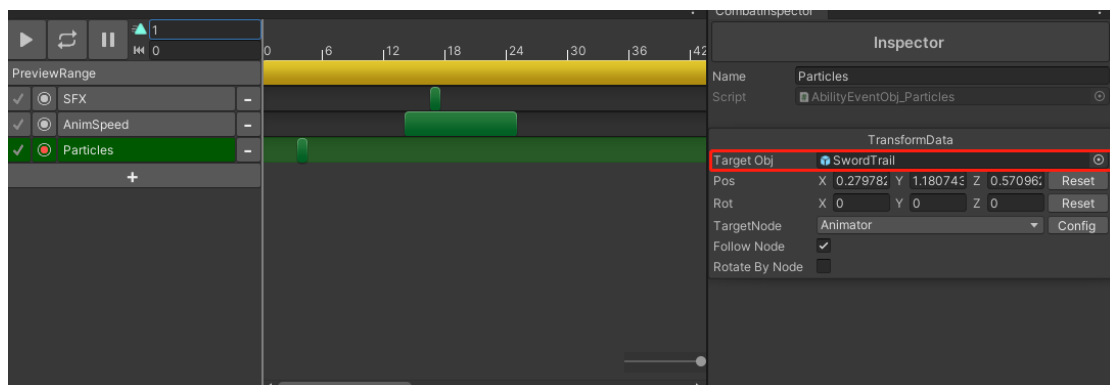 CombatInspector
1
0
0 6 12 18 24 30 36 42
Inspector
PreviewRange
Name Particles
SFX
Script AbilityEventObj_Particles
AnimSpeed
Particles
TransformData
Target Obj SwordTrail
Pos X 0.279782 Y 1.180743 Z 0.570962 Reset
Rot X 0 Y 0 Z 0 Reset
TargetNode Animator Config
Follow Node
Rotate By Node